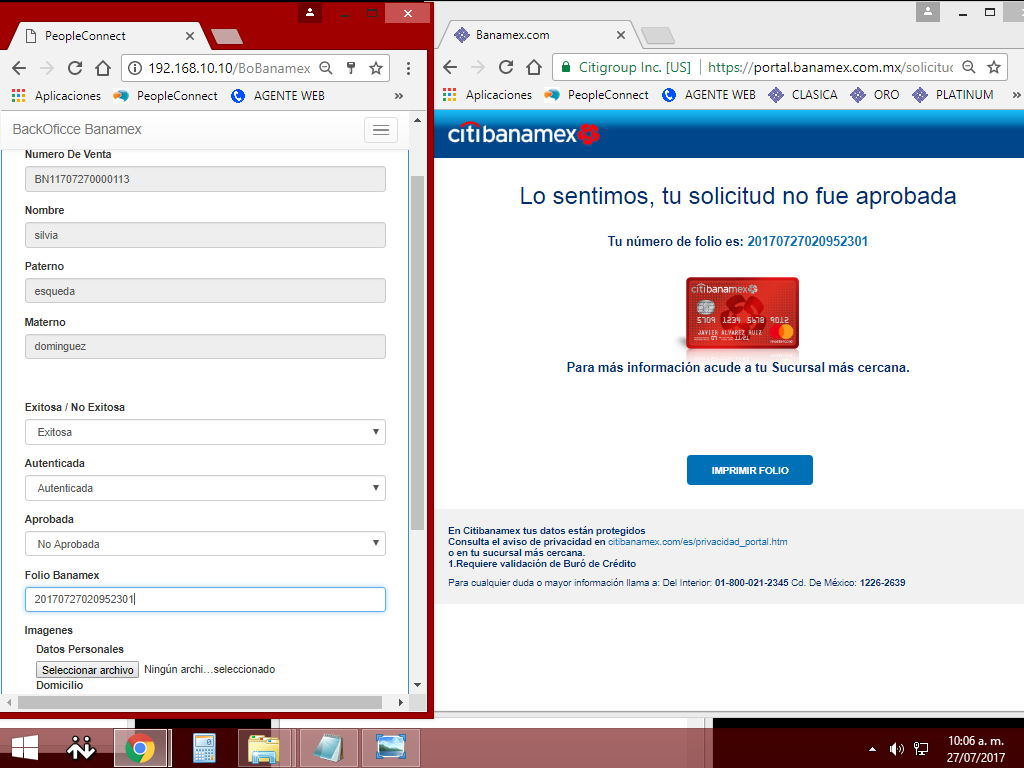 PeopleConnect
192.168.10.10/BoBanamex
Aplicaciones PeopleConnect AGENTE WEB »
BackOficce Banamex
Numero De Venta
BN11707270000113
Nombre
silvia
Paterno
esqueda
Materno
dominguez
Exitosa / No Exitosa
Exitosa
Autenticada
Autenticada
Aprobada
No Aprobada
Folio Banamex
20170727020952301
Imagenes
Datos Personales
Seleccionar archivo Ningún archi...seleccionado
Domicilio
Banamex.com
Citigroup Inc. [US] https://portal.banamex.com.mx/solicituc
Aplicaciones PeopleConnect AGENTE WEB CLASICA ORO PLATINUM »
citibanamex
Lo sentimos, tu solicitud no fue aprobada
Tu número de folio es: 20170727020952301
citibanamex
5709 1234 5678 9012
JAVIER ALVAREZ RUIZ
Para más información acude a tu Sucursal más cercana.
IMPRIMIR FOLIO
En Citibanamex tus datos están protegidos
Consulta el aviso de privacidad en citibanamex.com/es/privacidad_portal.htm
o en tu sucursal más cercana.
1.Requiere validación de Buró de Crédito
Para cualquier duda o mayor información llama a: Del Interior: 01-800-021-2345 Cd. De México: 1226-2639
10:06 a. m.
27/07/2017